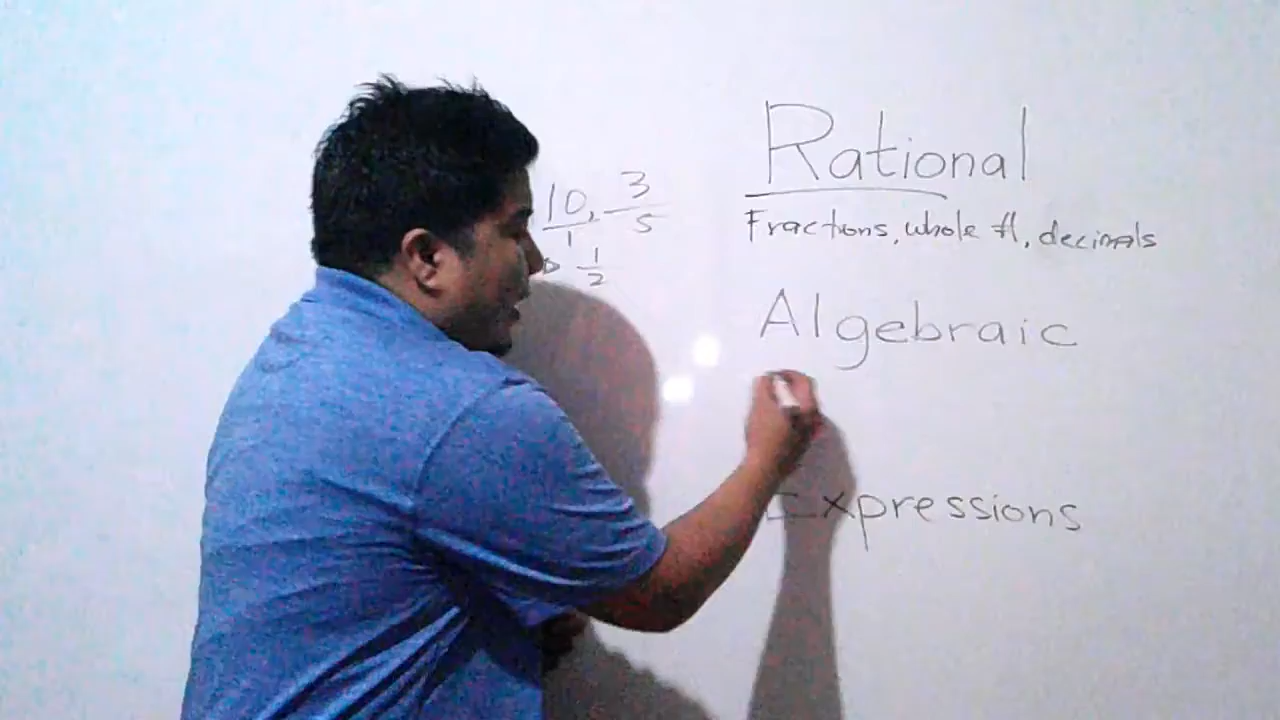 Rational
Fractions, whole #, decimals
10/1, 3/5
1/2
Algebraic
Expressions